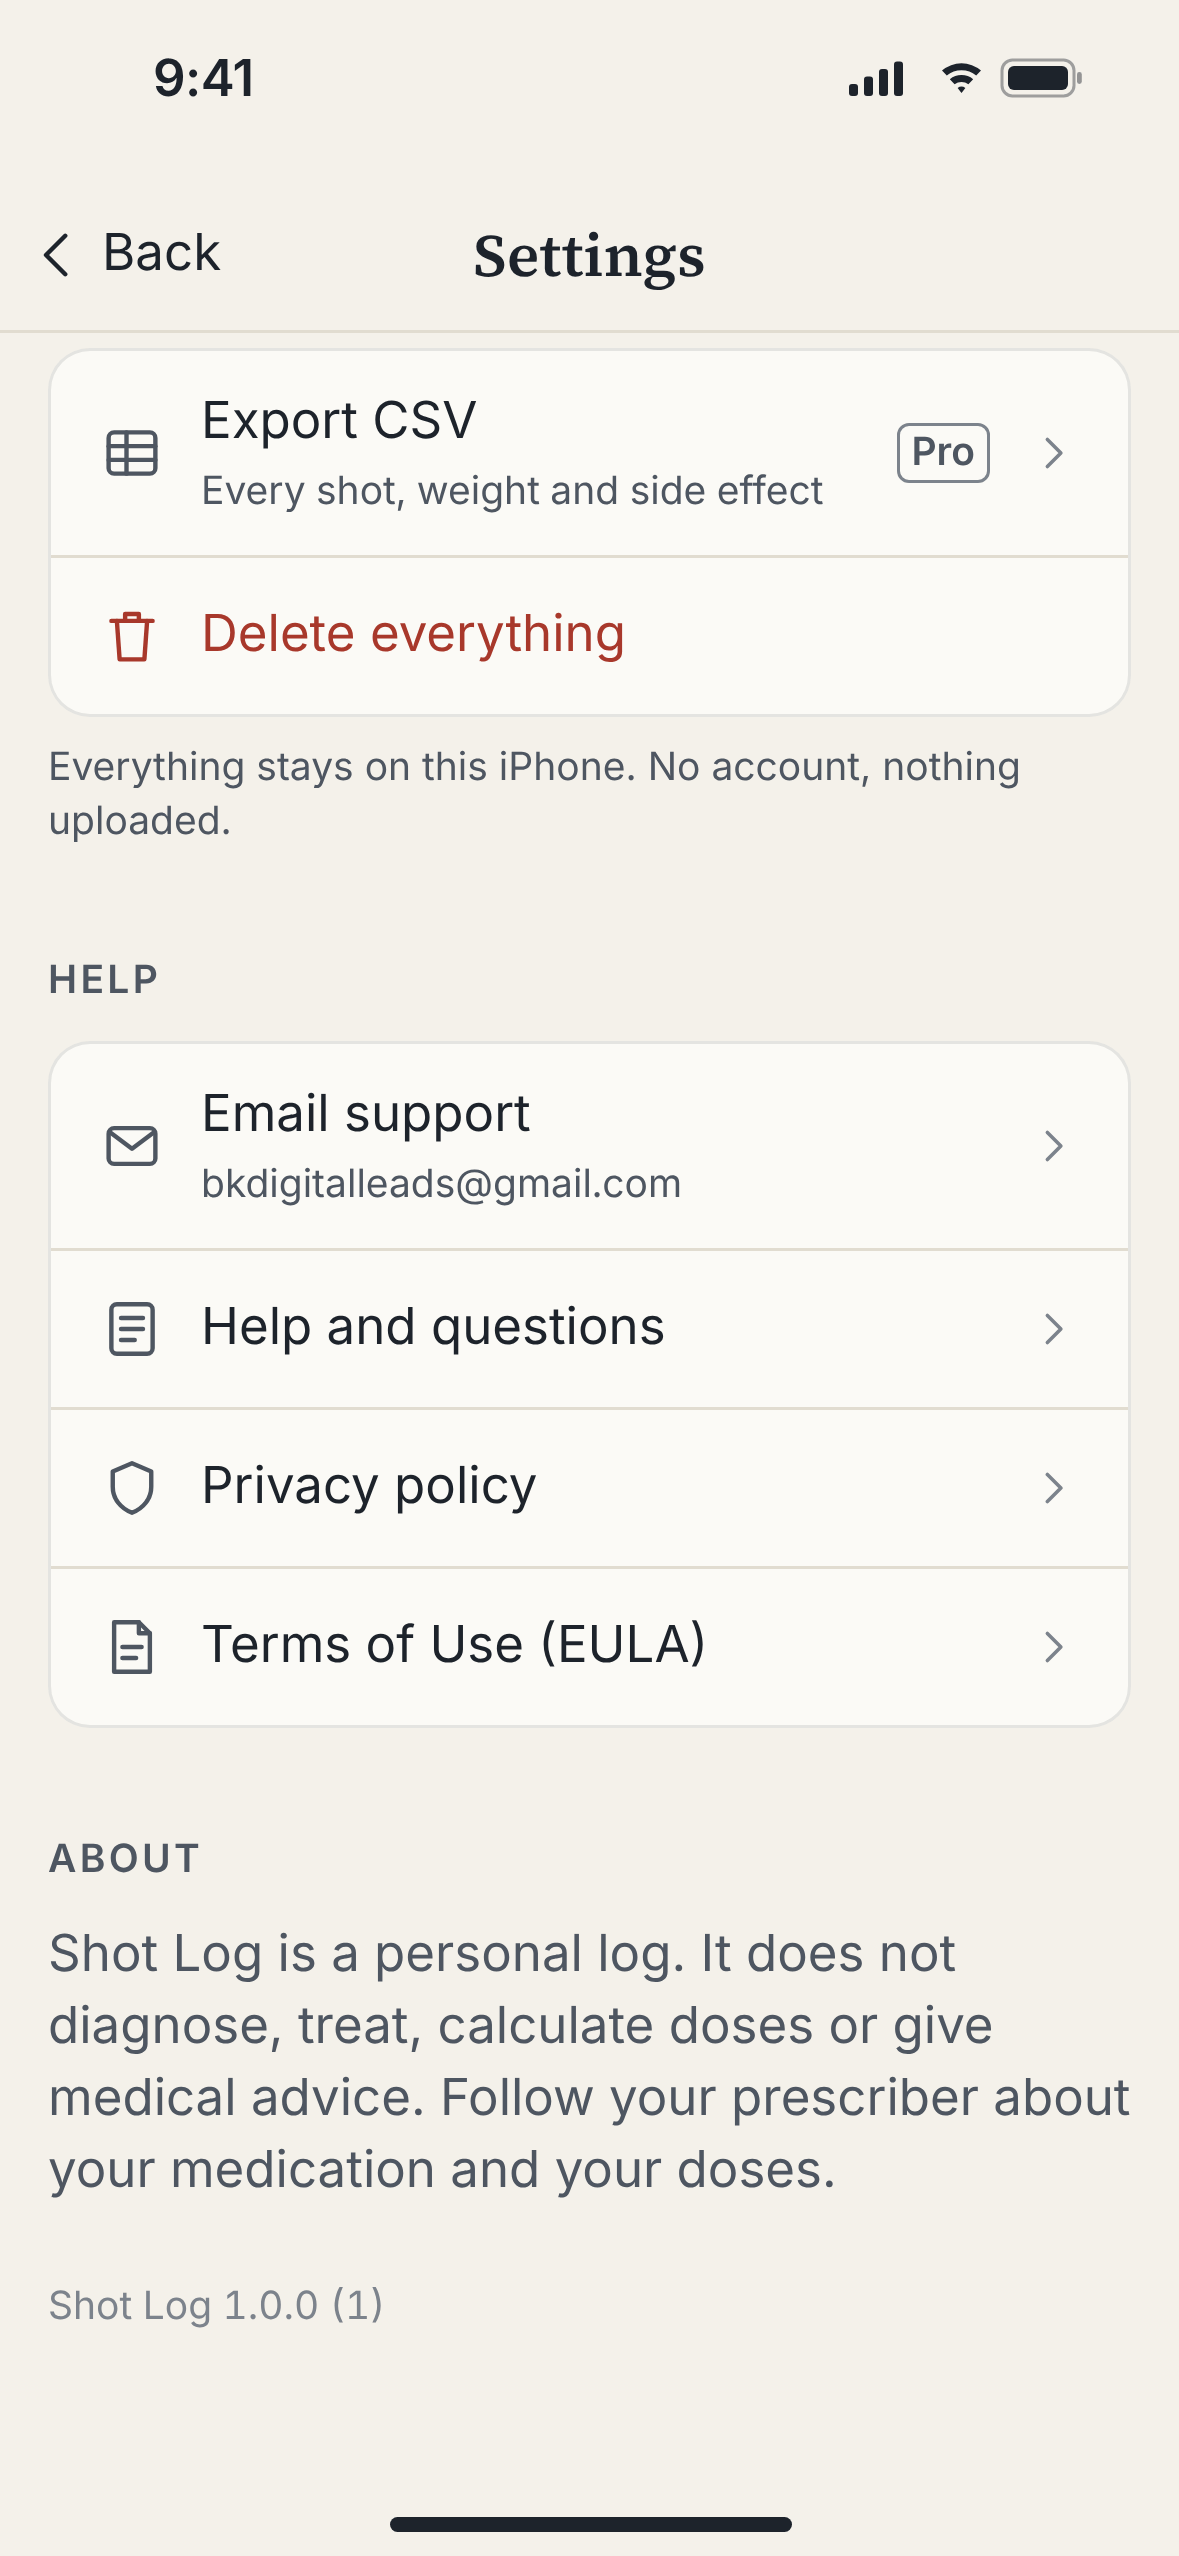 9:41
Back
Settings
Export CSV
Every shot, weight and side effect
Pro
Delete everything
Everything stays on this iPhone. No account, nothing
uploaded.
HELP
Email support
bkdigitalleads@gmail.com
Help and questions
Privacy policy
Terms of Use (EULA)
ABOUT
Shot Log is a personal log. It does not
diagnose, treat, calculate doses or give
medical advice. Follow your prescriber about
your medication and your doses.
Shot Log 1.0.0 (1)